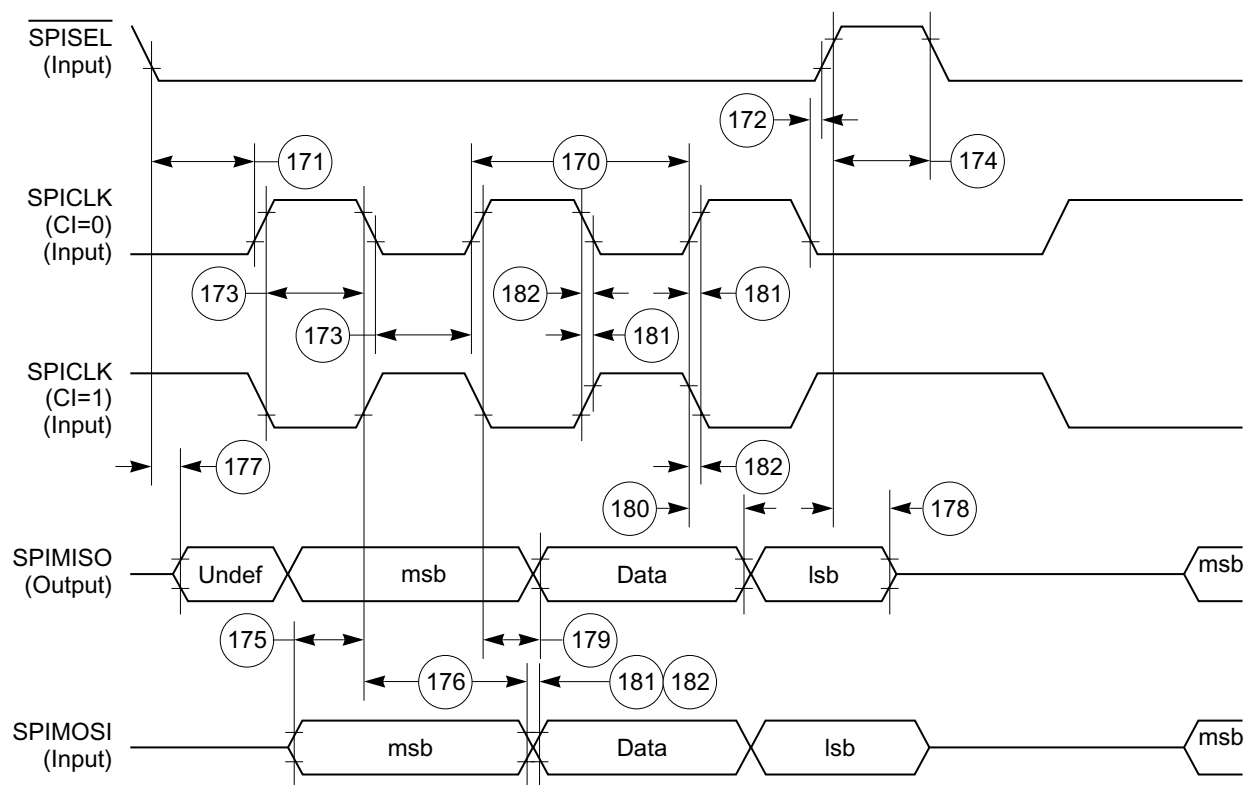 SPISEL
(Input)
172
171
170
174
SPICLK
(CI=0)
(Input)
173
182
181
173
181
SPICLK
(CI=1)
(Input)
177
182
180
178
SPIMISO
(Output)
Undef
msb
Data
lsb
msb
175
179
176
181
182
SPIMOSI
(Input)
msb
Data
lsb
msb